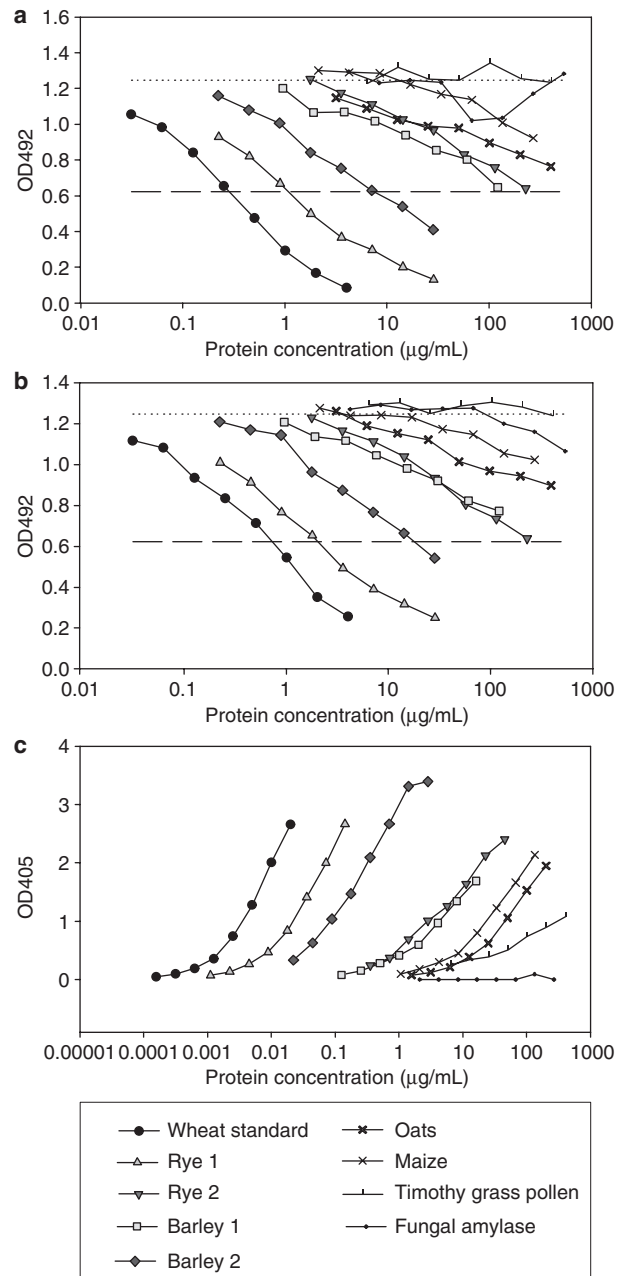 a
1.6
1.4
1.2
1.0
0.8
0.6
0.4
0.2
0.0
OD492
0.01 0.1 1 10 100 1000
Protein concentration (µg/mL)
b
1.4
1.2
1.0
0.8
0.6
0.4
0.2
0.0
OD492
0.01 0.1 1 10 100 1000
Protein concentration (µg/mL)
c
4
3
2
1
0
OD405
0.00001 0.0001 0.001 0.01 0.1 1 10 100 1000
Protein concentration (µg/mL)
Wheat standard
Rye 1
Rye 2
Barley 1
Barley 2
Oats
Maize
Timothy grass pollen
Fungal amylase